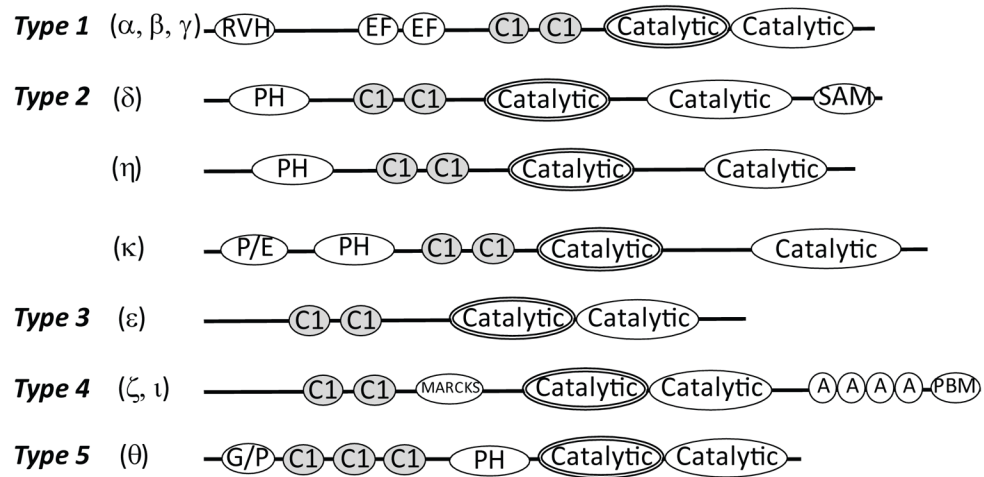 Type 1 (α, β, γ) RVH EF EF C1 C1 Catalytic Catalytic
Type 2 (δ) PH C1 C1 Catalytic Catalytic SAM
(η) PH C1 C1 Catalytic Catalytic
(κ) P/E PH C1 C1 Catalytic Catalytic
Type 3 (ε) C1 C1 Catalytic Catalytic
Type 4 (ζ, ι) C1 C1 MARCKS Catalytic Catalytic A A A A PBM
Type 5 (θ) G/P C1 C1 C1 PH Catalytic Catalytic